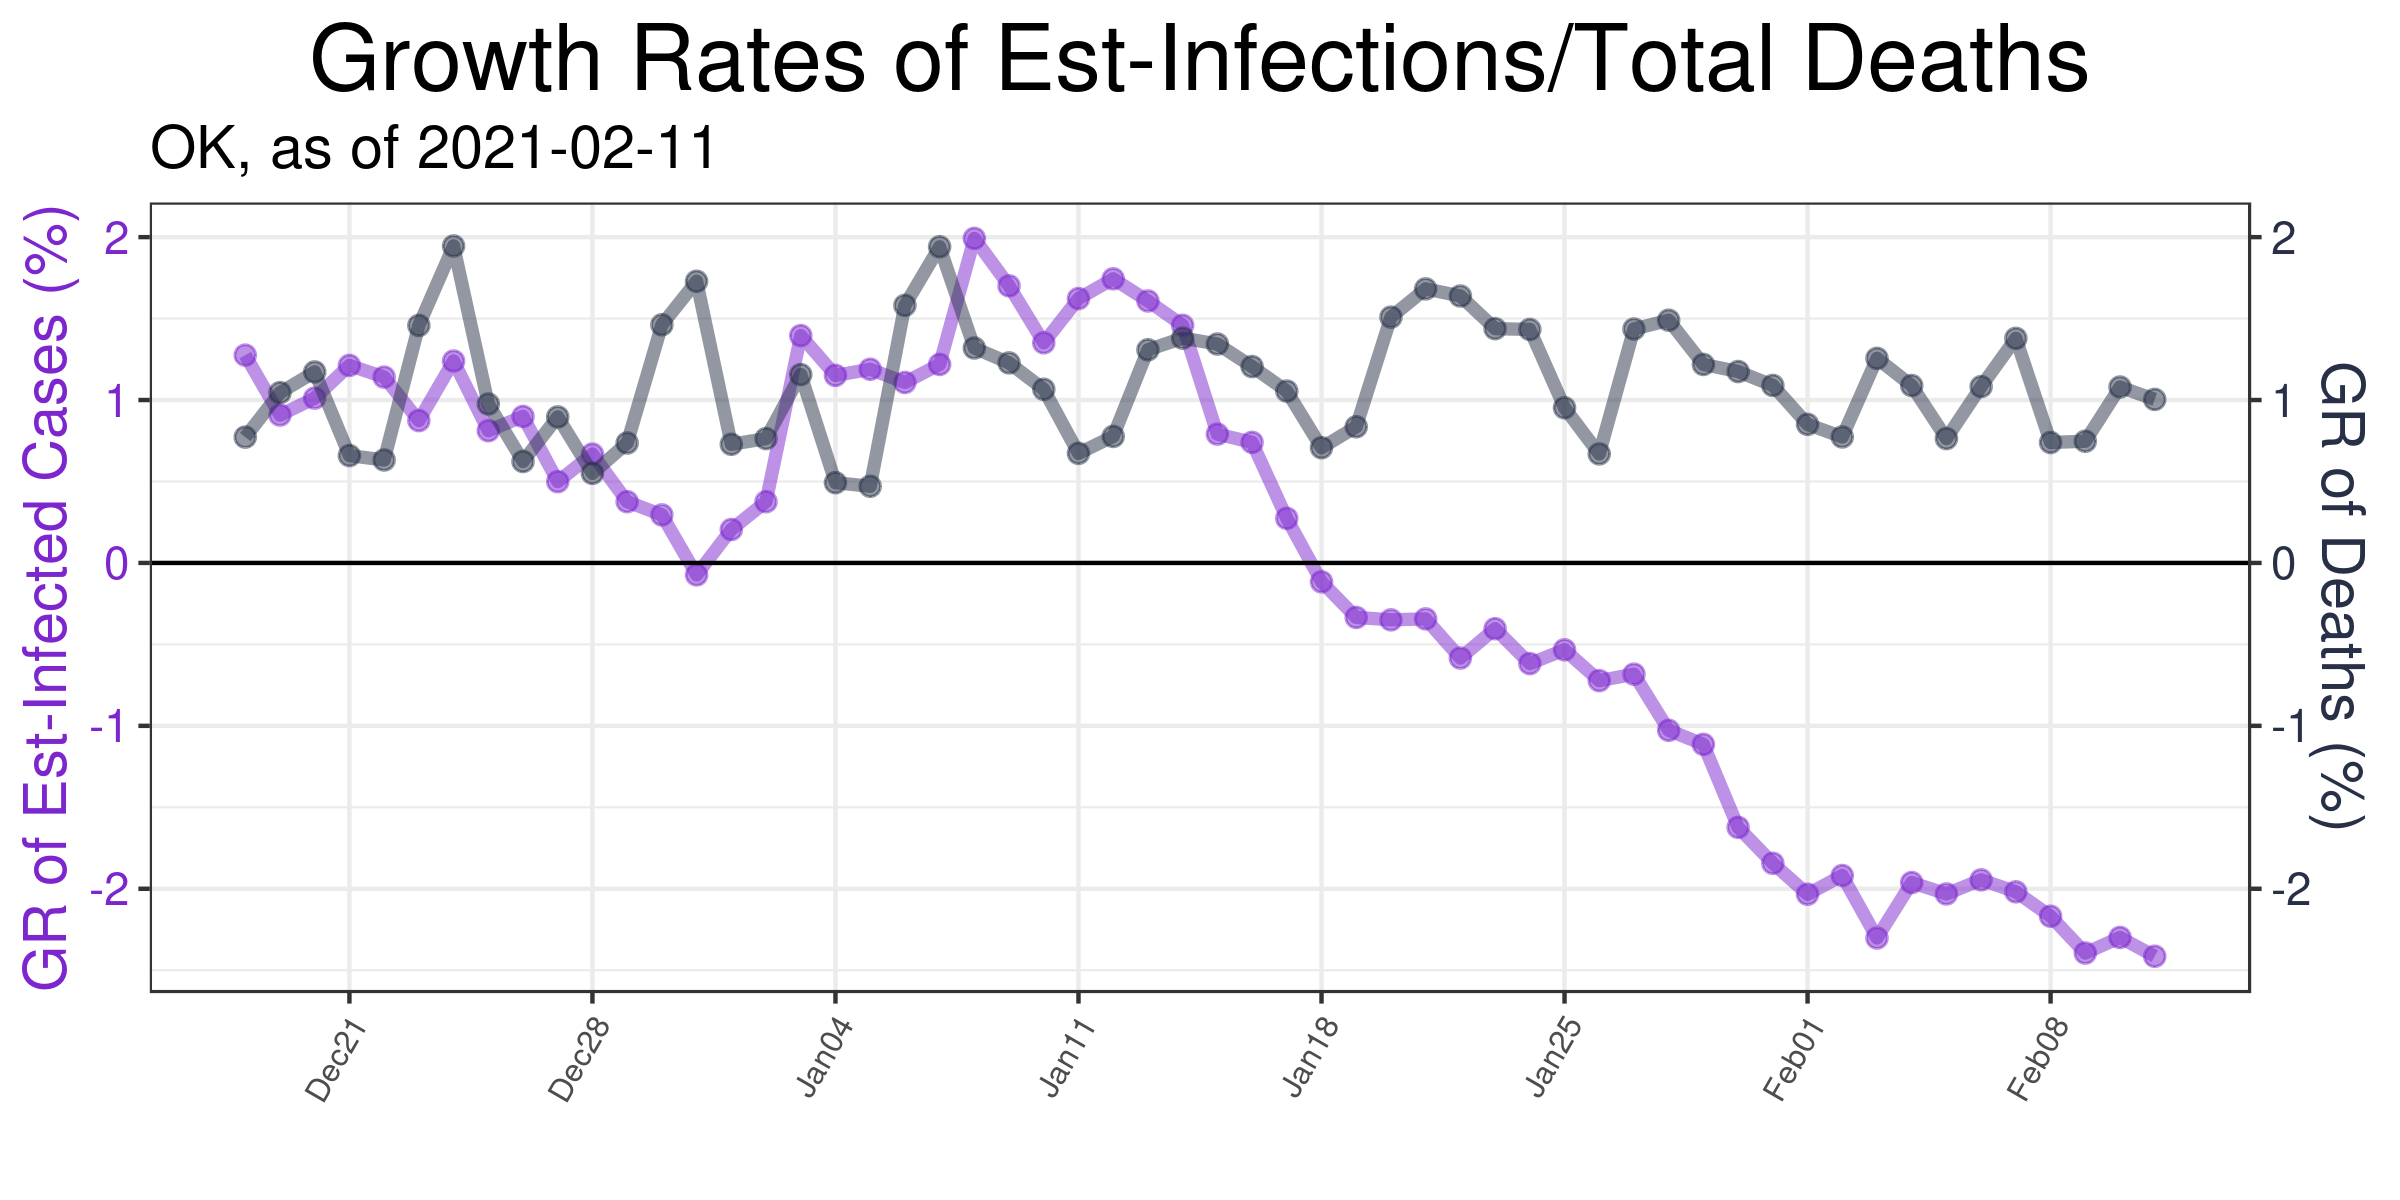 Growth Rates of Est-Infections/Total Deaths
OK, as of 2021-02-11
GR of Est-Infected Cases (%)
2
1
0
-1
-2
2
1
0
-1
-2
GR of Deaths (%)
Dec21
Dec28
Jan04
Jan11
Jan18
Jan25
Feb01
Feb08